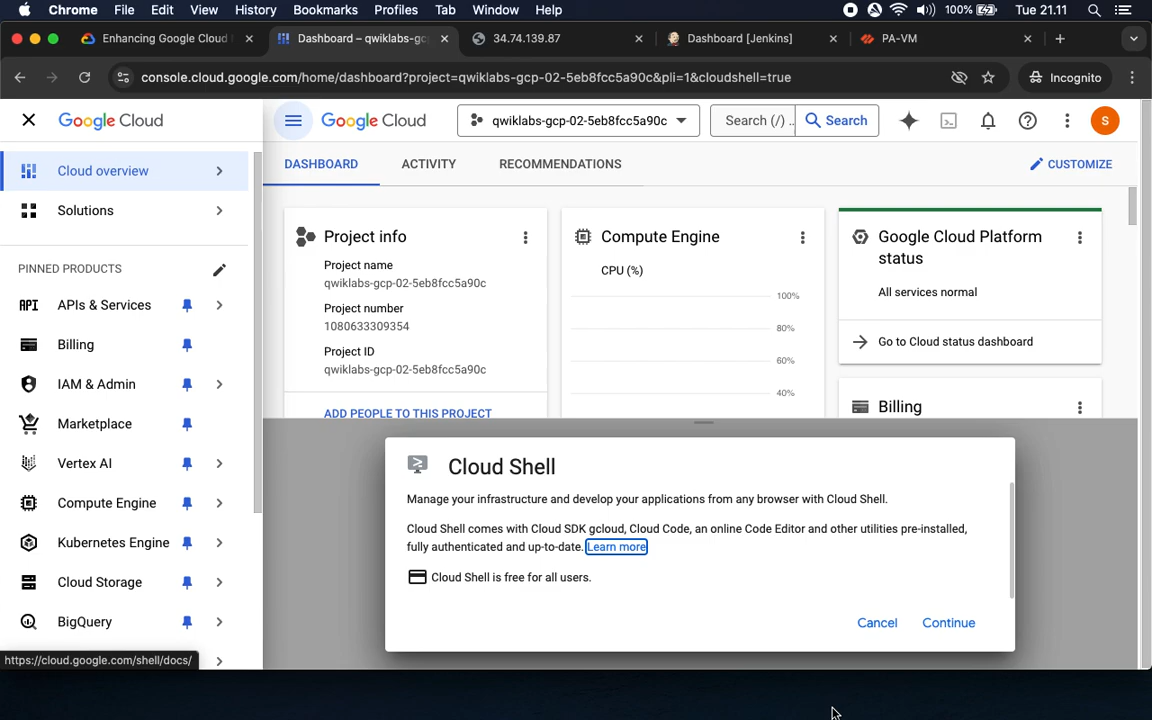 Chrome File Edit View History Bookmarks Profiles Tab Window Help 100% Tue 21.11
Enhancing Google Cloud Dashboard – qwiklabs-gc 34.74.139.87 Dashboard [Jenkins] PA-VM
console.cloud.google.com/home/dashboard?project=qwiklabs-gcp-02-5eb8fcc5a90c&pli=1&cloudshell=true Incognito
Google Cloud
Google Cloud qwiklabs-gcp-02-5eb8fcc5a90c Search (/) .. Search S
DASHBOARD ACTIVITY RECOMMENDATIONS CUSTOMIZE
Cloud overview
Solutions
PINNED PRODUCTS
API APIs & Services
Billing
IAM & Admin
Marketplace
Vertex AI
Compute Engine
Kubernetes Engine
Cloud Storage
BigQuery
https://cloud.google.com/shell/docs/
Project info
Project name
qwiklabs-gcp-02-5eb8fcc5a90c
Project number
1080633309354
Project ID
qwiklabs-gcp-02-5eb8fcc5a90c
ADD PEOPLE TO THIS PROJECT
Compute Engine
CPU (%)
100%
80%
60%
40%
Google Cloud Platform
status
All services normal
Go to Cloud status dashboard
Billing
Cloud Shell
Manage your infrastructure and develop your applications from any browser with Cloud Shell.
Cloud Shell comes with Cloud SDK gcloud, Cloud Code, an online Code Editor and other utilities pre-installed,
fully authenticated and up-to-date. Learn more
Cloud Shell is free for all users.
Cancel Continue